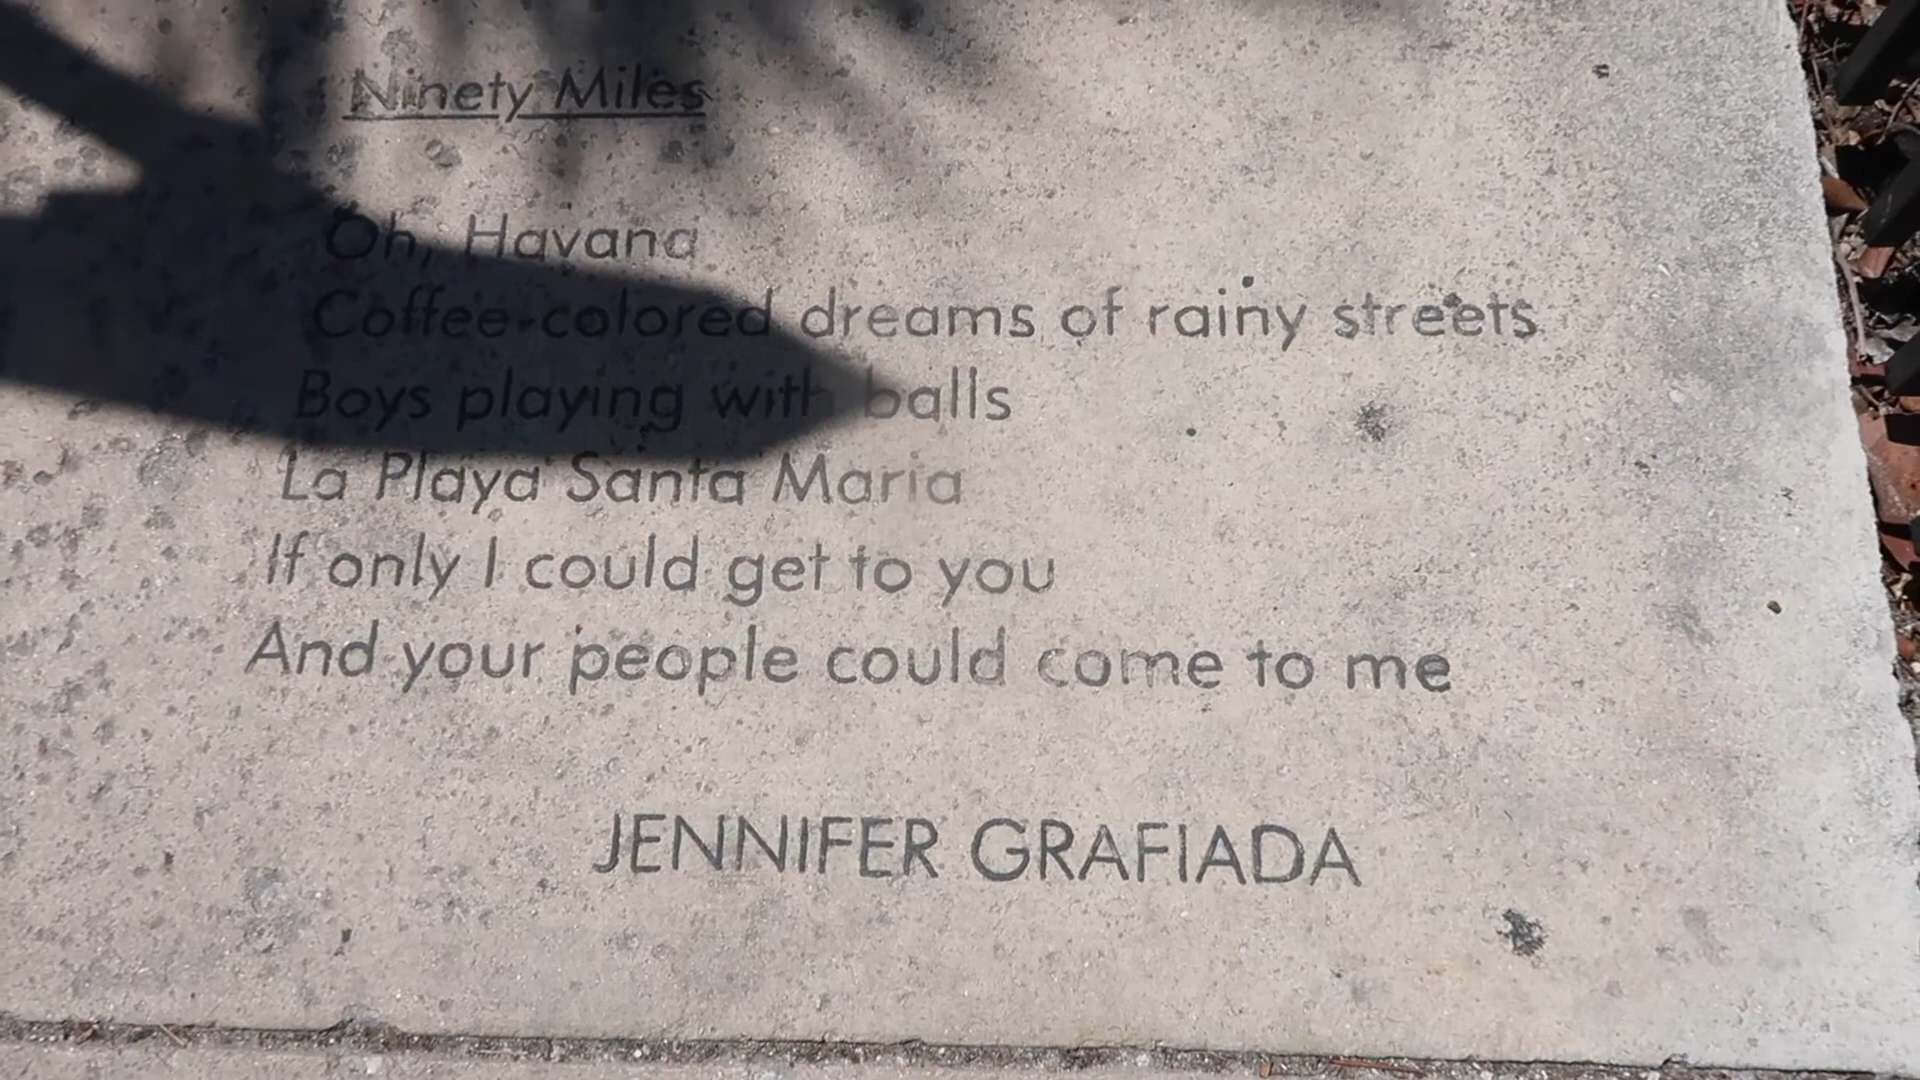 Ninety Miles
Oh, Havana
Coffee-colored dreams of rainy streets
Boys playing with balls
La Playa Santa Maria
If only I could get to you
And your people could come to me
JENNIFER GRAFIADA